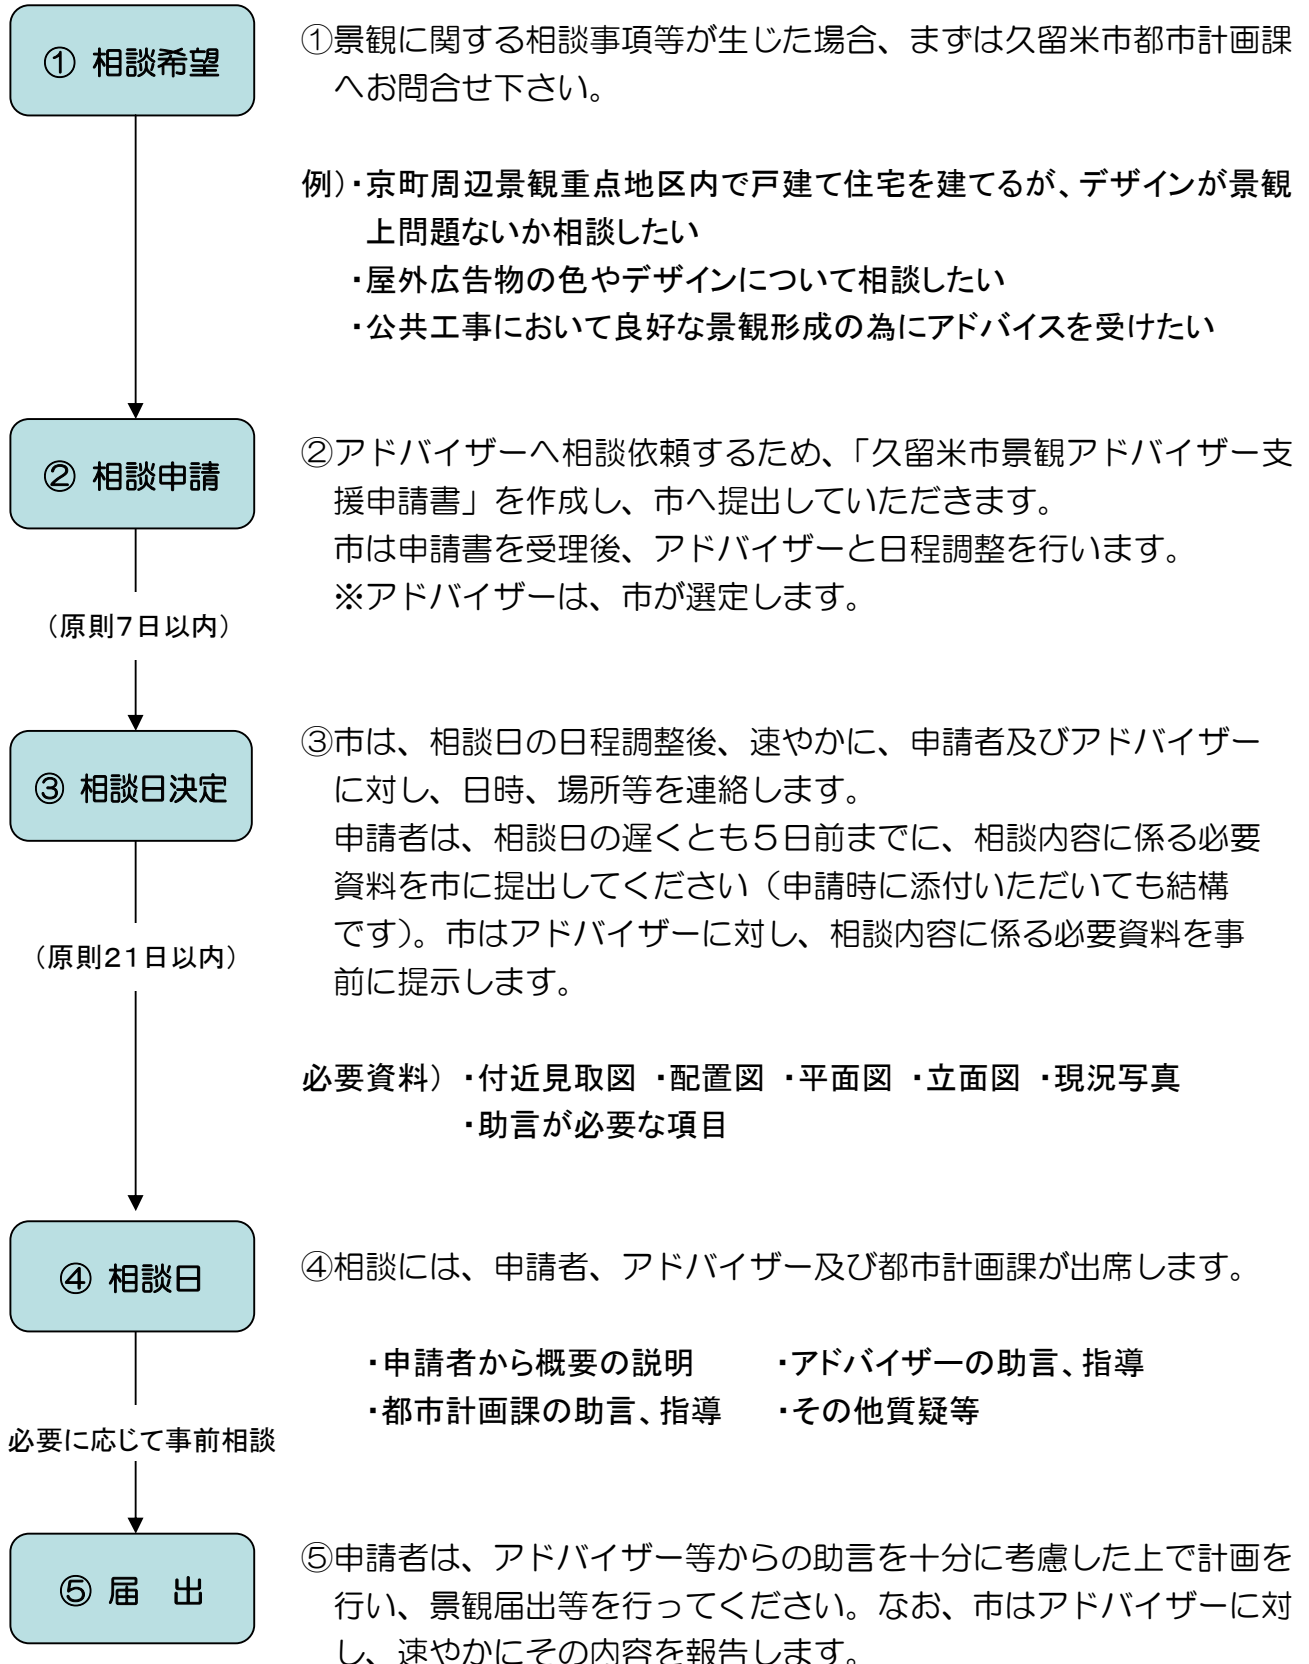 ① 相談希望
①景観に関する相談事項等が生じた場合、まずは久留米市都市計画課
へお問合せ下さい。
例）・京町周辺景観重点地区内で戸建て住宅を建てるが、デザインが景観
上問題ないか相談したい
・屋外広告物の色やデザインについて相談したい
・公共工事において良好な景観形成の為にアドバイスを受けたい
② 相談申請
②アドバイザーへ相談依頼するため、「久留米市景観アドバイザー支
援申請書」を作成し、市へ提出していただきます。
市は申請書を受理後、アドバイザーと日程調整を行います。
※アドバイザーは、市が選定します。
（原則7日以内）
③ 相談日決定
③市は、相談日の日程調整後、速やかに、申請者及びアドバイザー
に対し、日時、場所等を連絡します。
申請者は、相談日の遅くとも５日前までに、相談内容に係る必要
資料を市に提出してください（申請時に添付いただいても結構
です）。市はアドバイザーに対し、相談内容に係る必要資料を事
前に提示します。
（原則21日以内）
必要資料） ・付近見取図 ・配置図 ・平面図 ・立面図 ・現況写真
・助言が必要な項目
④ 相談日
④相談には、申請者、アドバイザー及び都市計画課が出席します。
・申請者から概要の説明 ・アドバイザーの助言、指導
・都市計画課の助言、指導 ・その他質疑等
必要に応じて事前相談
⑤ 届 出
⑤申請者は、アドバイザー等からの助言を十分に考慮した上で計画を
行い、景観届出等を行ってください。なお、市はアドバイザーに対
し、速やかにその内容を報告します。